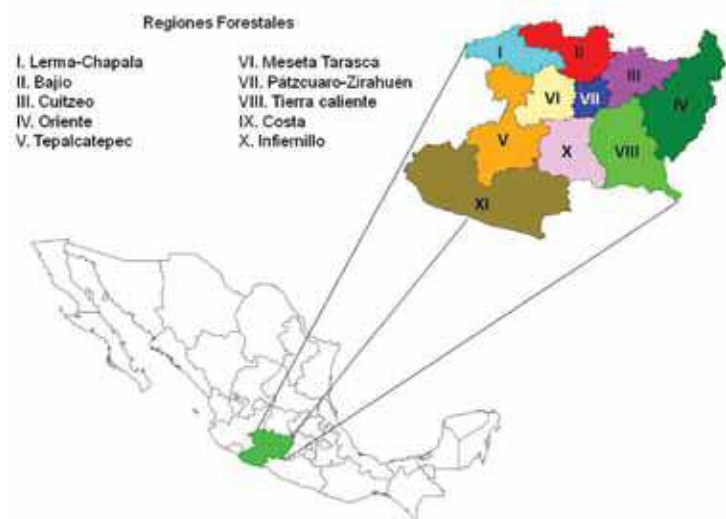 Regiones Forestales
I. Lerma-Chapala
II. Bajío
III. Cuitzeo
IV. Oriente
V. Tepalcatepec
VI. Meseta Tarasca
VII. Pátzcuaro-Zirahuén
VIII. Tierra caliente
IX. Costa
X. Infiernillo
I
II
III
IV
VI
VII
V
X
VIII
XI